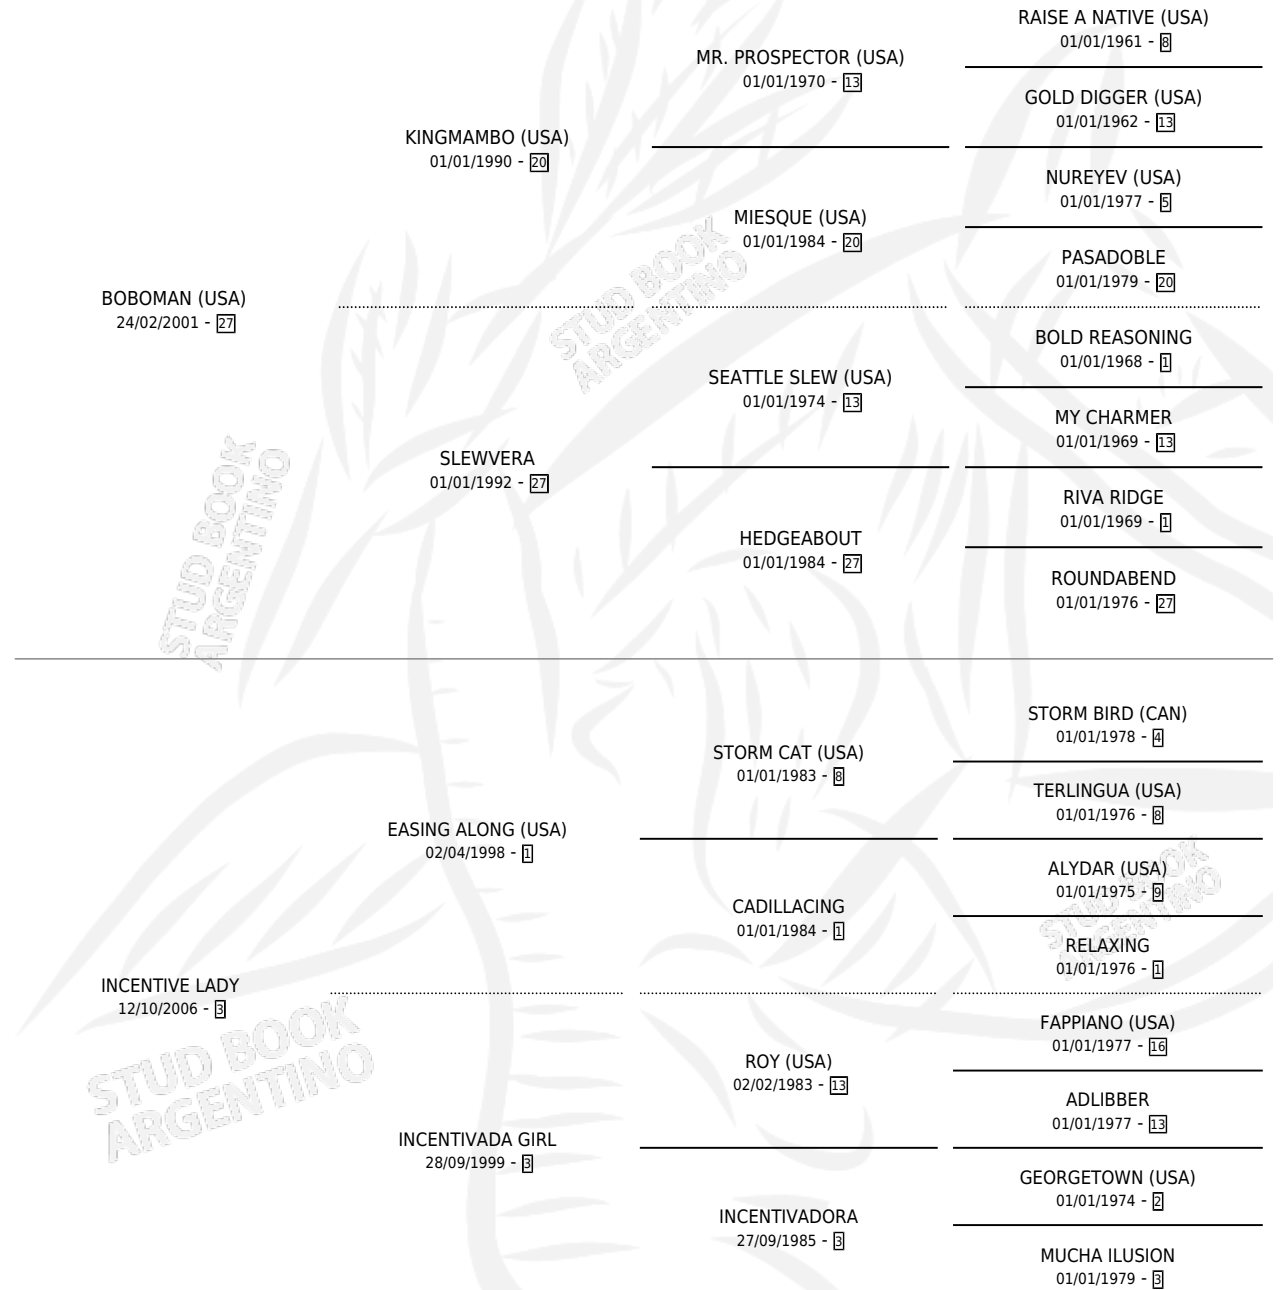 RAISE A NATIVE (USA)
01/01/1961 - 8
MR. PROSPECTOR (USA)
01/01/1970 - 13
GOLD DIGGER (USA)
01/01/1962 - 13
KINGMAMBO (USA)
01/01/1990 - 20
NUREYEV (USA)
01/01/1977 - 5
MIESQUE (USA)
01/01/1984 - 20
PASADOBLE
01/01/1979 - 20
BOBOMAN (USA)
24/02/2001 - 27
STUD BOOK
ARGENTINO
BOLD REASONING
01/01/1968 - 1
SEATTLE SLEW (USA)
01/01/1974 - 13
MY CHARMER
01/01/1969 - 13
SLEWVERA
01/01/1992 - 27
STUD BOOK
ARGENTINO
RIVA RIDGE
01/01/1969 - 1
HEDGEABOUT
01/01/1984 - 27
ROUNDABEND
01/01/1976 - 27
STORM BIRD (CAN)
01/01/1978 - 4
STORM CAT (USA)
01/01/1983 - 8
TERLINGUA (USA)
01/01/1976 - 8
EASING ALONG (USA)
02/04/1998 - 1
ALYDAR (USA)
01/01/1975 - 9
STUD BOOK
ARGENTINO
CADILLACING
01/01/1984 - 1
RELAXING
01/01/1976 - 1
INCENTIVE LADY
12/10/2006 - 3
STUD BOOK
ARGENTINO
FAPPIANO (USA)
01/01/1977 - 16
ROY (USA)
02/02/1983 - 13
ADLIBBER
01/01/1977 - 13
INCENTIVADA GIRL
28/09/1999 - 3
GEORGETOWN (USA)
01/01/1974 - 2
INCENTIVADORA
27/09/1985 - 3
MUCHA ILUSION
01/01/1979 - 3